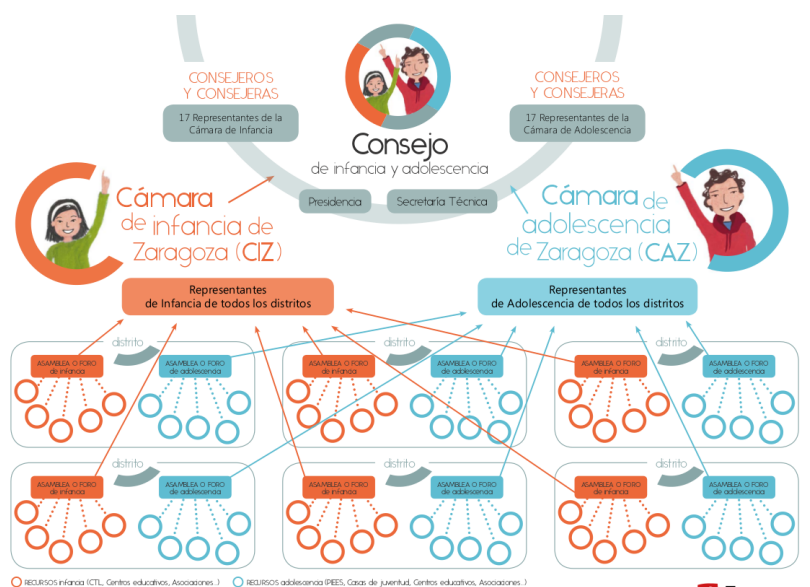 CONSEJEROS
Y CONSEJERAS
17 Representantes de la
Cámara de Infancia
CONSEJEROS
Y CONSEJERAS
17 Representantes de la
Cámara de Adolescencia
Consejo
de infancia y adolescencia
Presidencia
Secretaría Técnica
Cámara
de infancia de
Zaragoza (CIZ)
Cámara de
adolescencia
de Zaragoza (CAZ)
Representantes
de Infancia de todos los distritos
Representantes
de Adolescencia de todos los distritos
distrito
ASAMBLEA O FORO
de infancia
ASAMBLEA O FORO
de adolescencia
distrito
ASAMBLEA O FORO
de infancia
ASAMBLEA O FORO
de adolescencia
distrito
ASAMBLEA O FORO
de infancia
ASAMBLEA O FORO
de addlescencia
distrito
ASAMBLEA O FORO
de infancia
ASAMBLEA O FORO
de adolescencia
distrito
ASAMBLEA O FORO
de infancia
ASAMBLEA O FORO
de adolescencia
distrito
ASAMBLEA O FORO
de infancia
ASAMBLEA O FORO
de addlescencia
RECURSOS infancia (CTL, Centros educativos, Asociaciones..)
RECURSOS adolescencia (PIEES, Casas de juventud, Centros educativos, Asociaciones..)